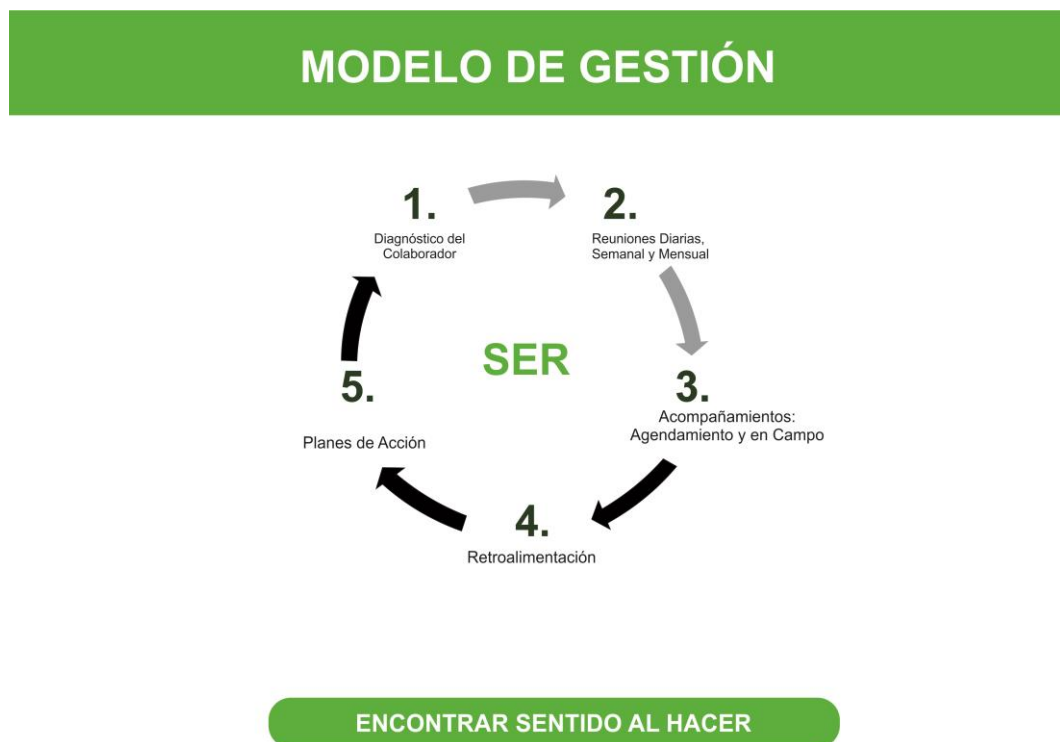 MODELO DE GESTIÓN
1.
Diagnóstico del
Colaborador
2.
Reuniones Diarias,
Semanal y Mensual
SER
3.
Acompañamientos:
Agendamiento y en Campo
4.
Retroalimentación
5.
Planes de Acción
ENCONTRAR SENTIDO AL HACER